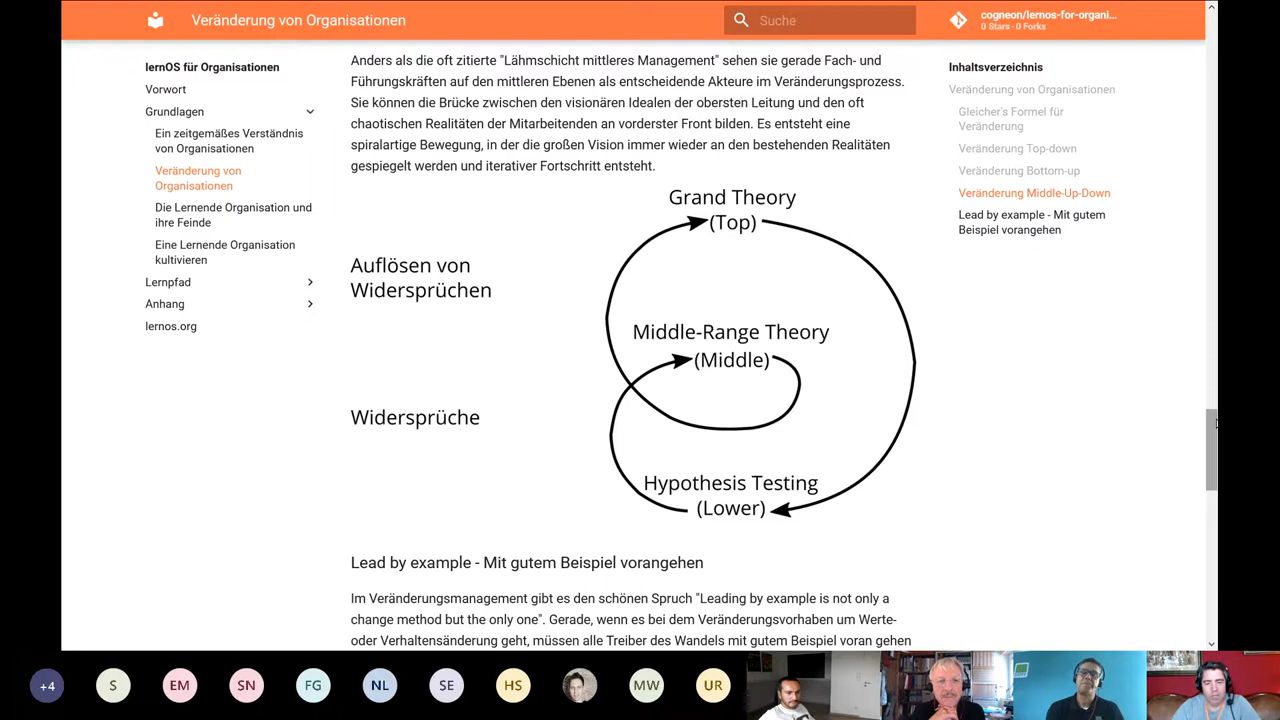 Veränderung von Organisationen
Suche
cogneon/lernos-for-organi...
0 Stars · 0 Forks
lernOS für Organisationen
Vorwort
Grundlagen
Ein zeitgemäßes Verständnis
von Organisationen
Veränderung von
Organisationen
Die Lernende Organisation und
ihre Feinde
Eine Lernende Organisation
kultivieren
Lernpfad
Anhang
lernos.org
Anders als die oft zitierte "Lähmschicht mittleres Management" sehen sie gerade Fach- und
Führungskräften auf den mittleren Ebenen als entscheidende Akteure im Veränderungsprozess.
Sie können die Brücke zwischen den visionären Idealen der obersten Leitung und den oft
chaotischen Realitäten der Mitarbeitenden an vorderster Front bilden. Es entsteht eine
spiralartige Bewegung, in der die großen Vision immer wieder an den bestehenden Realitäten
gespiegelt werden und iterativer Fortschritt entsteht.
Grand Theory
(Top)
Auflösen von
Widersprüchen
Middle-Range Theory
(Middle)
Widersprüche
Hypothesis Testing
(Lower)
Lead by example - Mit gutem Beispiel vorangehen
Im Veränderungsmanagement gibt es den schönen Spruch "Leading by example is not only a
change method but the only one". Gerade, wenn es bei dem Veränderungsvorhaben um Werte-
oder Verhaltensänderung geht, müssen alle Treiber des Wandels mit gutem Beispiel voran gehen
Inhaltsverzeichnis
Veränderung von Organisationen
Gleicher's Formel für
Veränderung
Veränderung Top-down
Veränderung Bottom-up
Veränderung Middle-Up-Down
Lead by example - Mit gutem
Beispiel vorangehen
+4
S
EM
SN
FG
NL
SE
HS
MW
UR